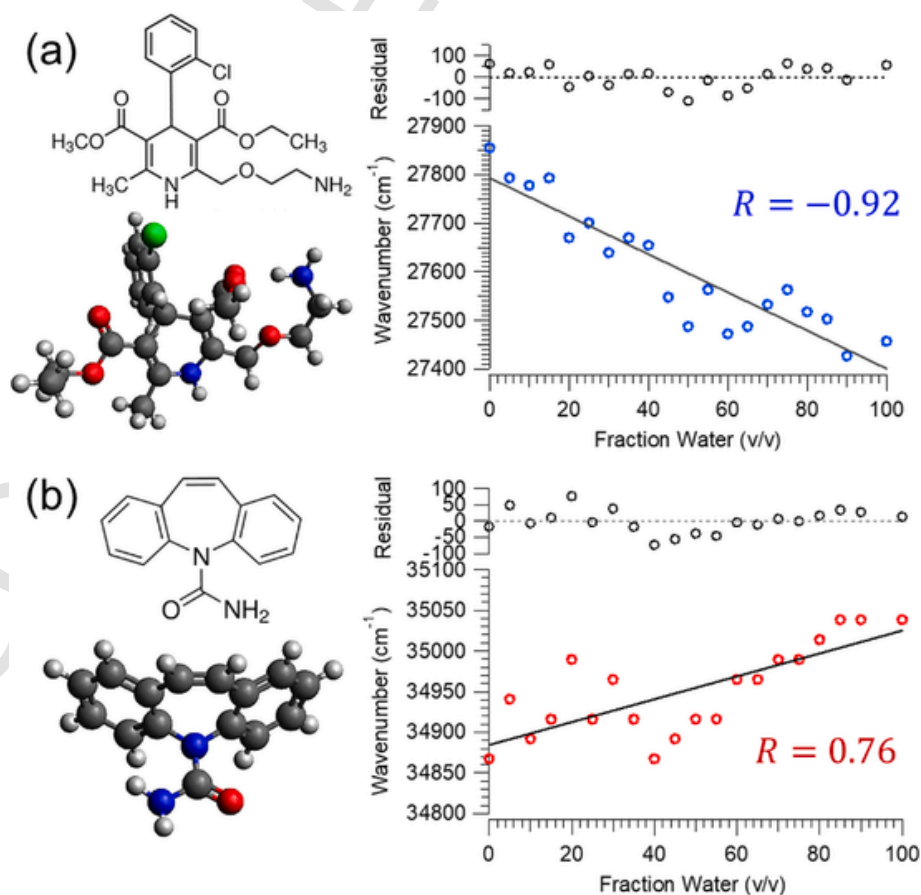 (a)
Cl
O
O
H₃CO
O
CH₃
H₃C
N
H
O
NH₂
Residual
100
0
-100
Wavenumber (cm⁻¹)
27900
27800
27700
27600
27500
27400
R = −0.92
0 20 40 60 80 100
Fraction Water (v/v)
(b)
N
O
NH₂
Residual
100
50
0
-50
-100
Wavenumber (cm⁻¹)
35100
35050
35000
34950
34900
34850
34800
R = 0.76
0 20 40 60 80 100
Fraction Water (v/v)